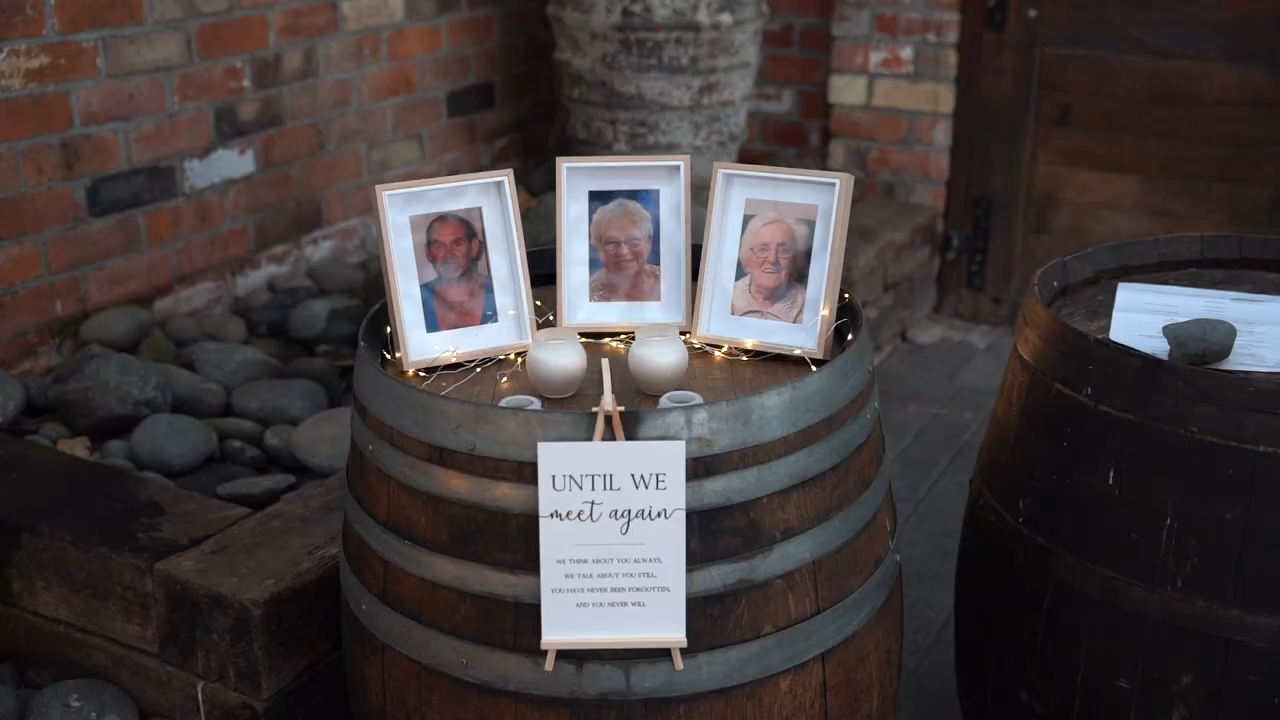 UNTIL WE
meet again
WE THINK ABOUT YOU ALWAYS,
WE TALK ABOUT YOU STILL,
YOU HAVE NEVER BEEN FORGOTTEN,
AND YOU NEVER WILL